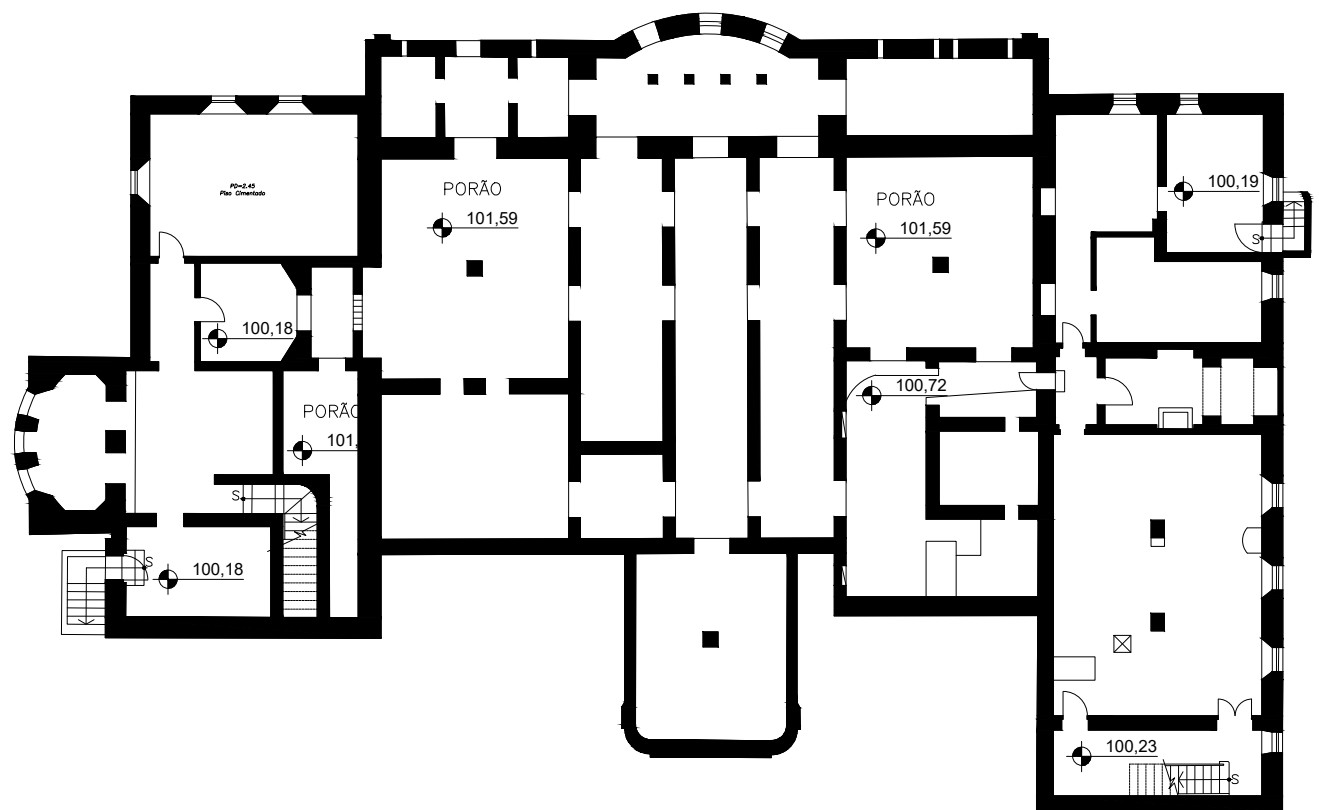 PD=2.45
Piso Cimentado
PORÃO
101,59
PORÃO
101,59
100,19
S
100,18
100,72
PORÃO
101,
S
S
100,18
100,23
S